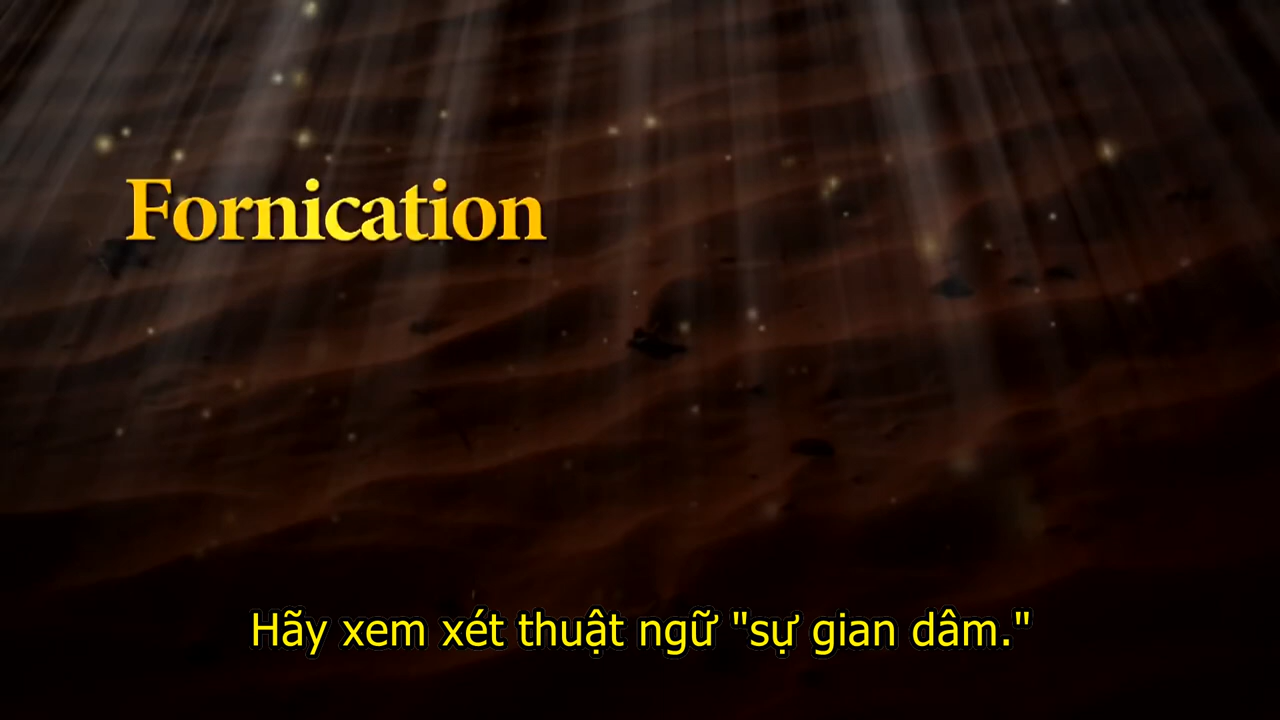 Fornication
Hãy xem xét thuật ngữ "sự gian dâm."